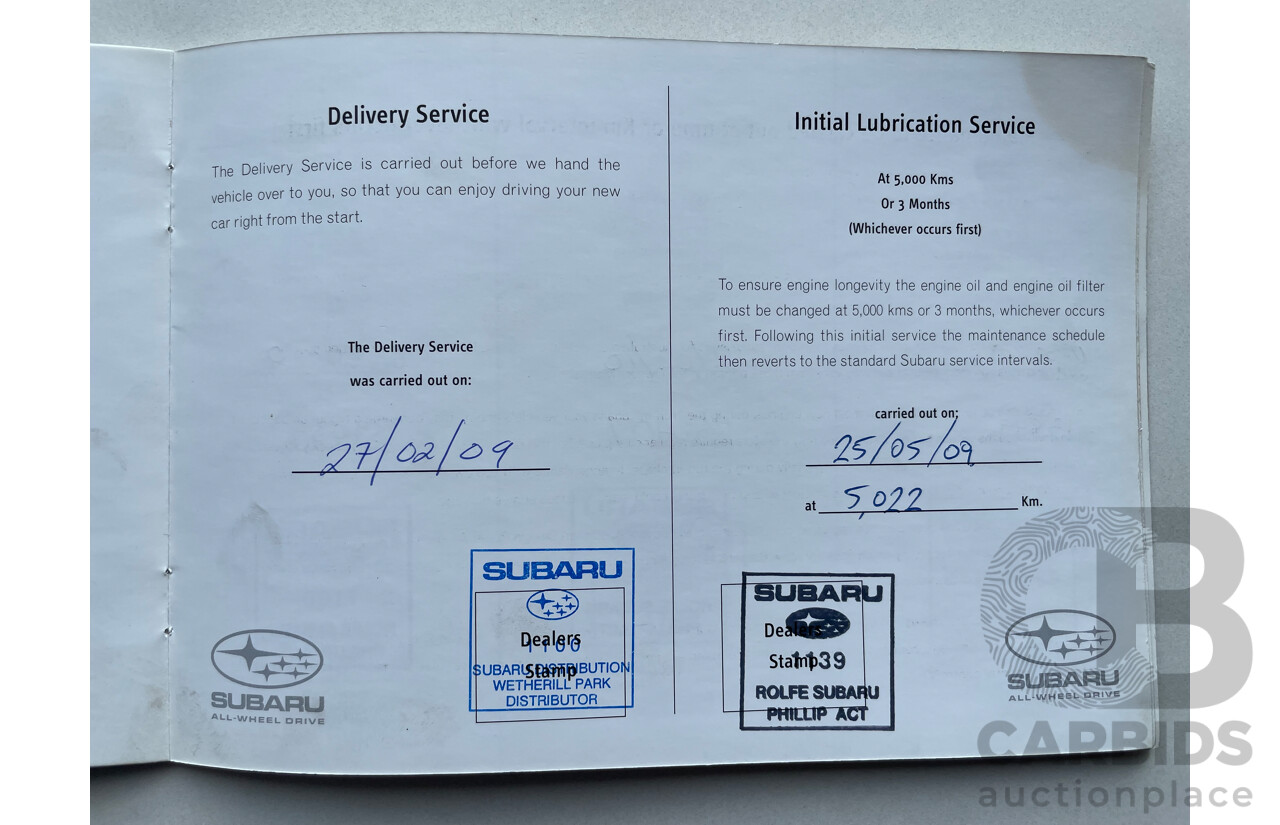 Delivery Service
The Delivery Service is carried out before we hand the
vehicle over to you, so that you can enjoy driving your new
car right from the start.
The Delivery Service
was carried out on:
27/02/09
SUBARU
Dealers
Stamp
SUBARU DISTRIBUTION
WETHERILL PARK
DISTRIBUTOR
SUBARU
ALL-WHEEL DRIVE
Initial Lubrication Service
At 5,000 Kms
Or 3 Months
(Whichever occurs first)
To ensure engine longevity the engine oil and engine oil filter
must be changed at 5,000 kms or 3 months, whichever occurs
first. Following this initial service the maintenance schedule
then reverts to the standard Subaru service intervals.
carried out on;
25/05/09
at 5,022 Km.
SUBARU
Dealers
Stamp
1139
ROLFE SUBARU
PHILLIP ACT
SUBARU
ALL-WHEEL DRIVE
CARBIDS
auctionplace